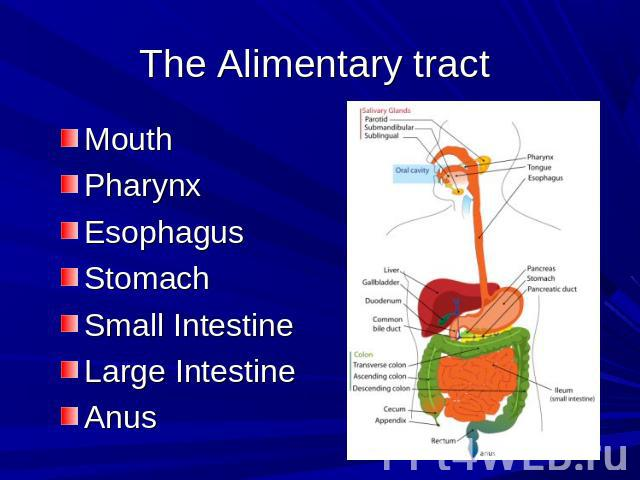 The Alimentary tract
Mouth
Pharynx
Esophagus
Stomach
Small Intestine
Large Intestine
Anus
Salivary Glands
Parotid
Submandibular
Sublingual
Oral cavity
Pharynx
Tongue
Esophagus
Liver
Gallbladder
Duodenum
Common
bile duct
Pancreas
Stomach
Pancreatic duct
Colon
Transverse colon
Ascending colon
Descending colon
Cecum
Appendix
Rectum
anus
Ileum
(small intestine)
PPt4WEB.ru